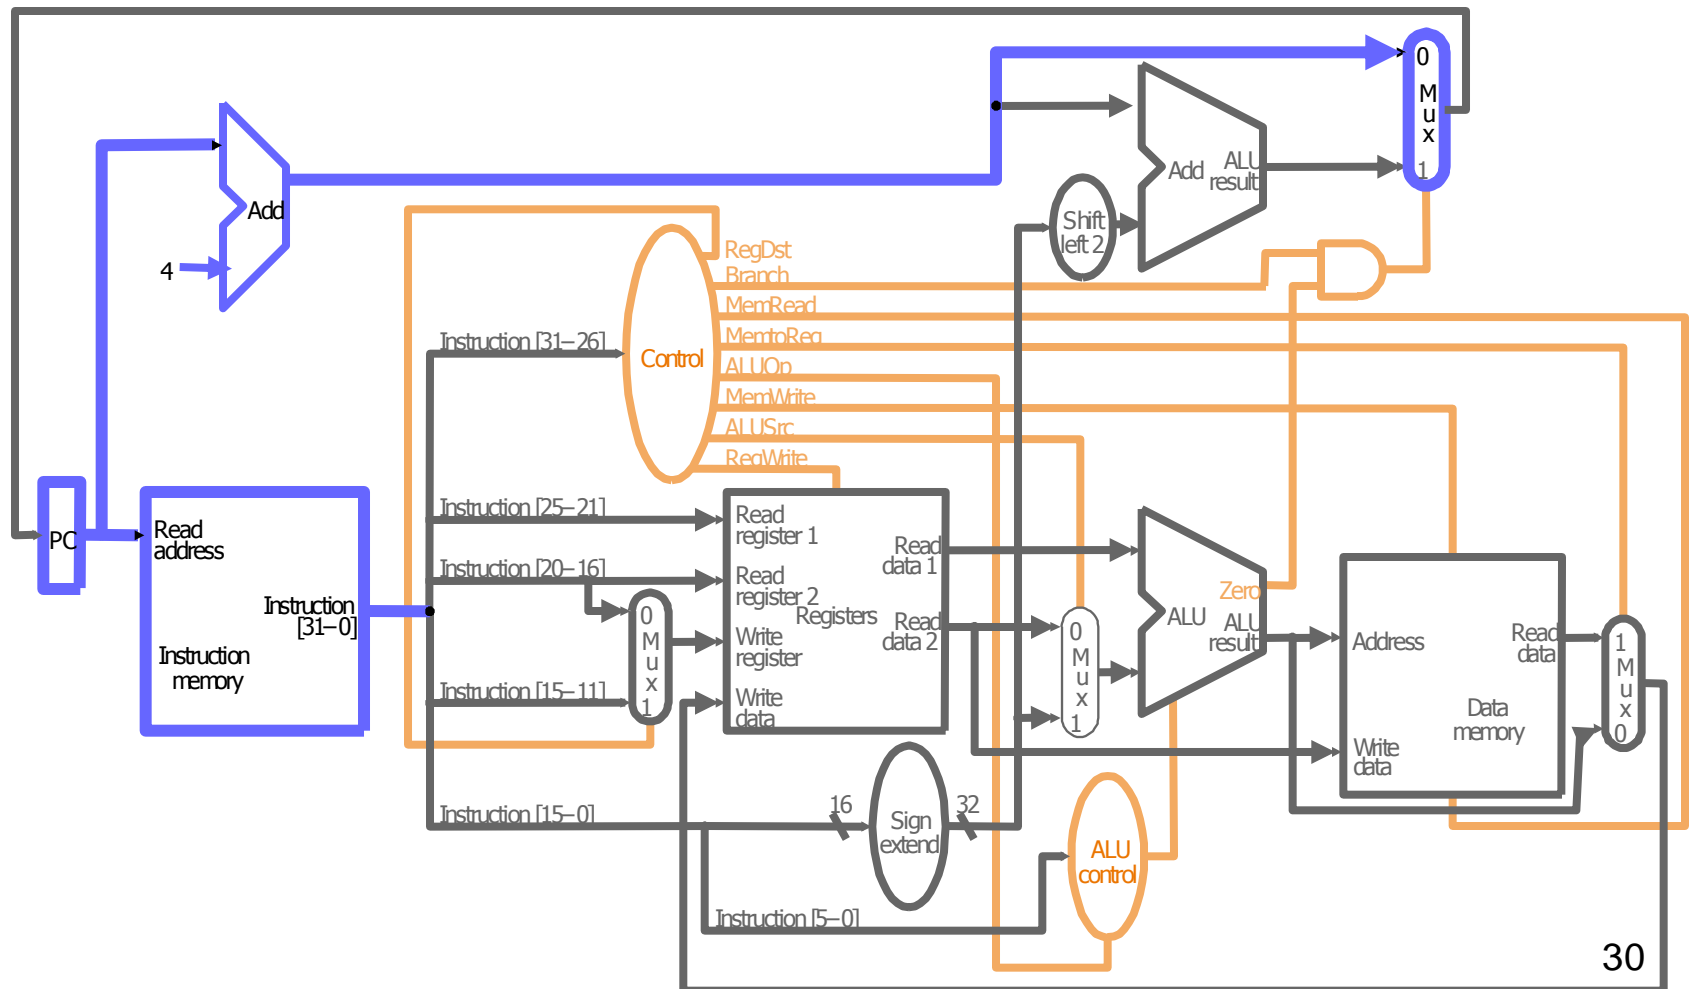 0
M
u
x
1
Add
ALU
result
Shift
left 2
Add
4
RegDst
Branch
MemRead
MemtoReg
ALUOp
MemWrite
ALUSrc
RegWrite
Control
Instruction [31–26]
Instruction [25–21]
Instruction [20–16]
Instruction [15–11]
Instruction [15–0]
Instruction [5–0]
PC
Read
address
Instruction
[31–0]
Instruction
memory
0
M
u
x
1
Read
register 1
Read
register 2
Write
register
Write
data
Registers
Read
data 1
Read
data 2
0
M
u
x
1
Zero
ALU
ALU
result
Address
Write
data
Read
data
Data
memory
1
M
u
x
0
16
Sign
extend
32
ALU
control
30